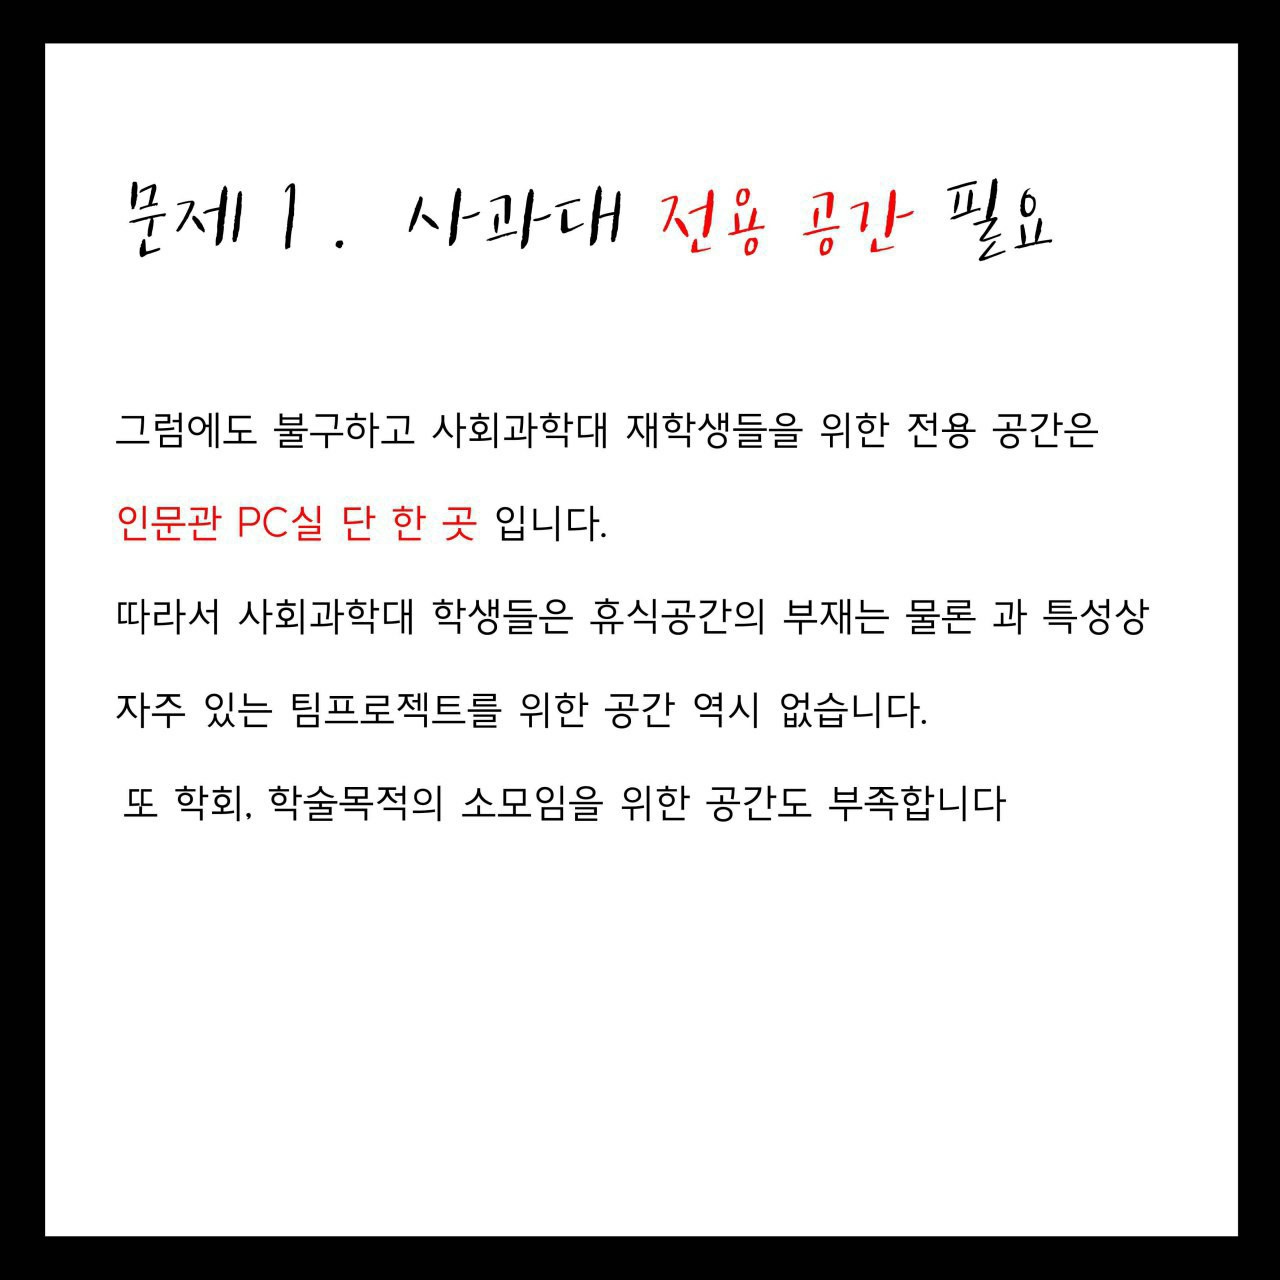 문제 1. 사과대 전용 공간 필요
그럼에도 불구하고 사회과학대 재학생들을 위한 전용 공간은
인문관 PC실 단 한 곳 입니다.
따라서 사회과학대 학생들은 휴식공간의 부재는 물론 과 특성상
자주 있는 팀프로젝트를 위한 공간 역시 없습니다.
또 학회, 학술목적의 소모임을 위한 공간도 부족합니다